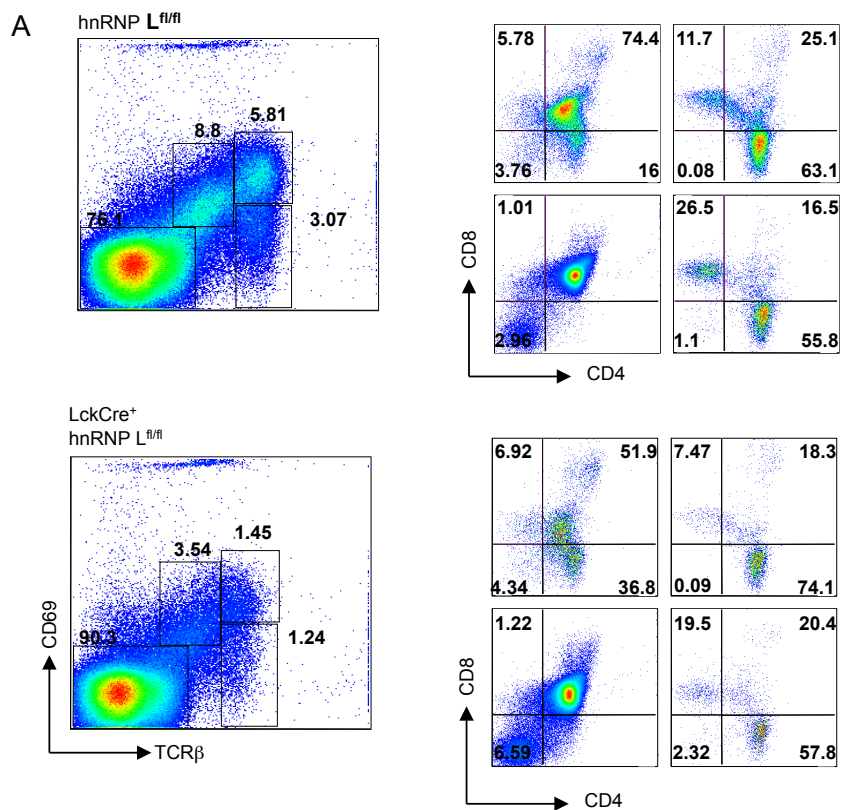 A
hnRNP L^fl/fl
5.81
8.8
76.1
3.07
5.78 74.4
3.76 16
11.7 25.1
0.08 63.1
1.01
2.96
26.5 16.5
1.1 55.8
CD8
CD4
LckCre⁺
hnRNP L^fl/fl
1.45
3.54
90.3
1.24
CD69
TCRβ
6.92 51.9
4.34 36.8
7.47 18.3
0.09 74.1
1.22
6.59
19.5 20.4
2.32 57.8
CD8
CD4